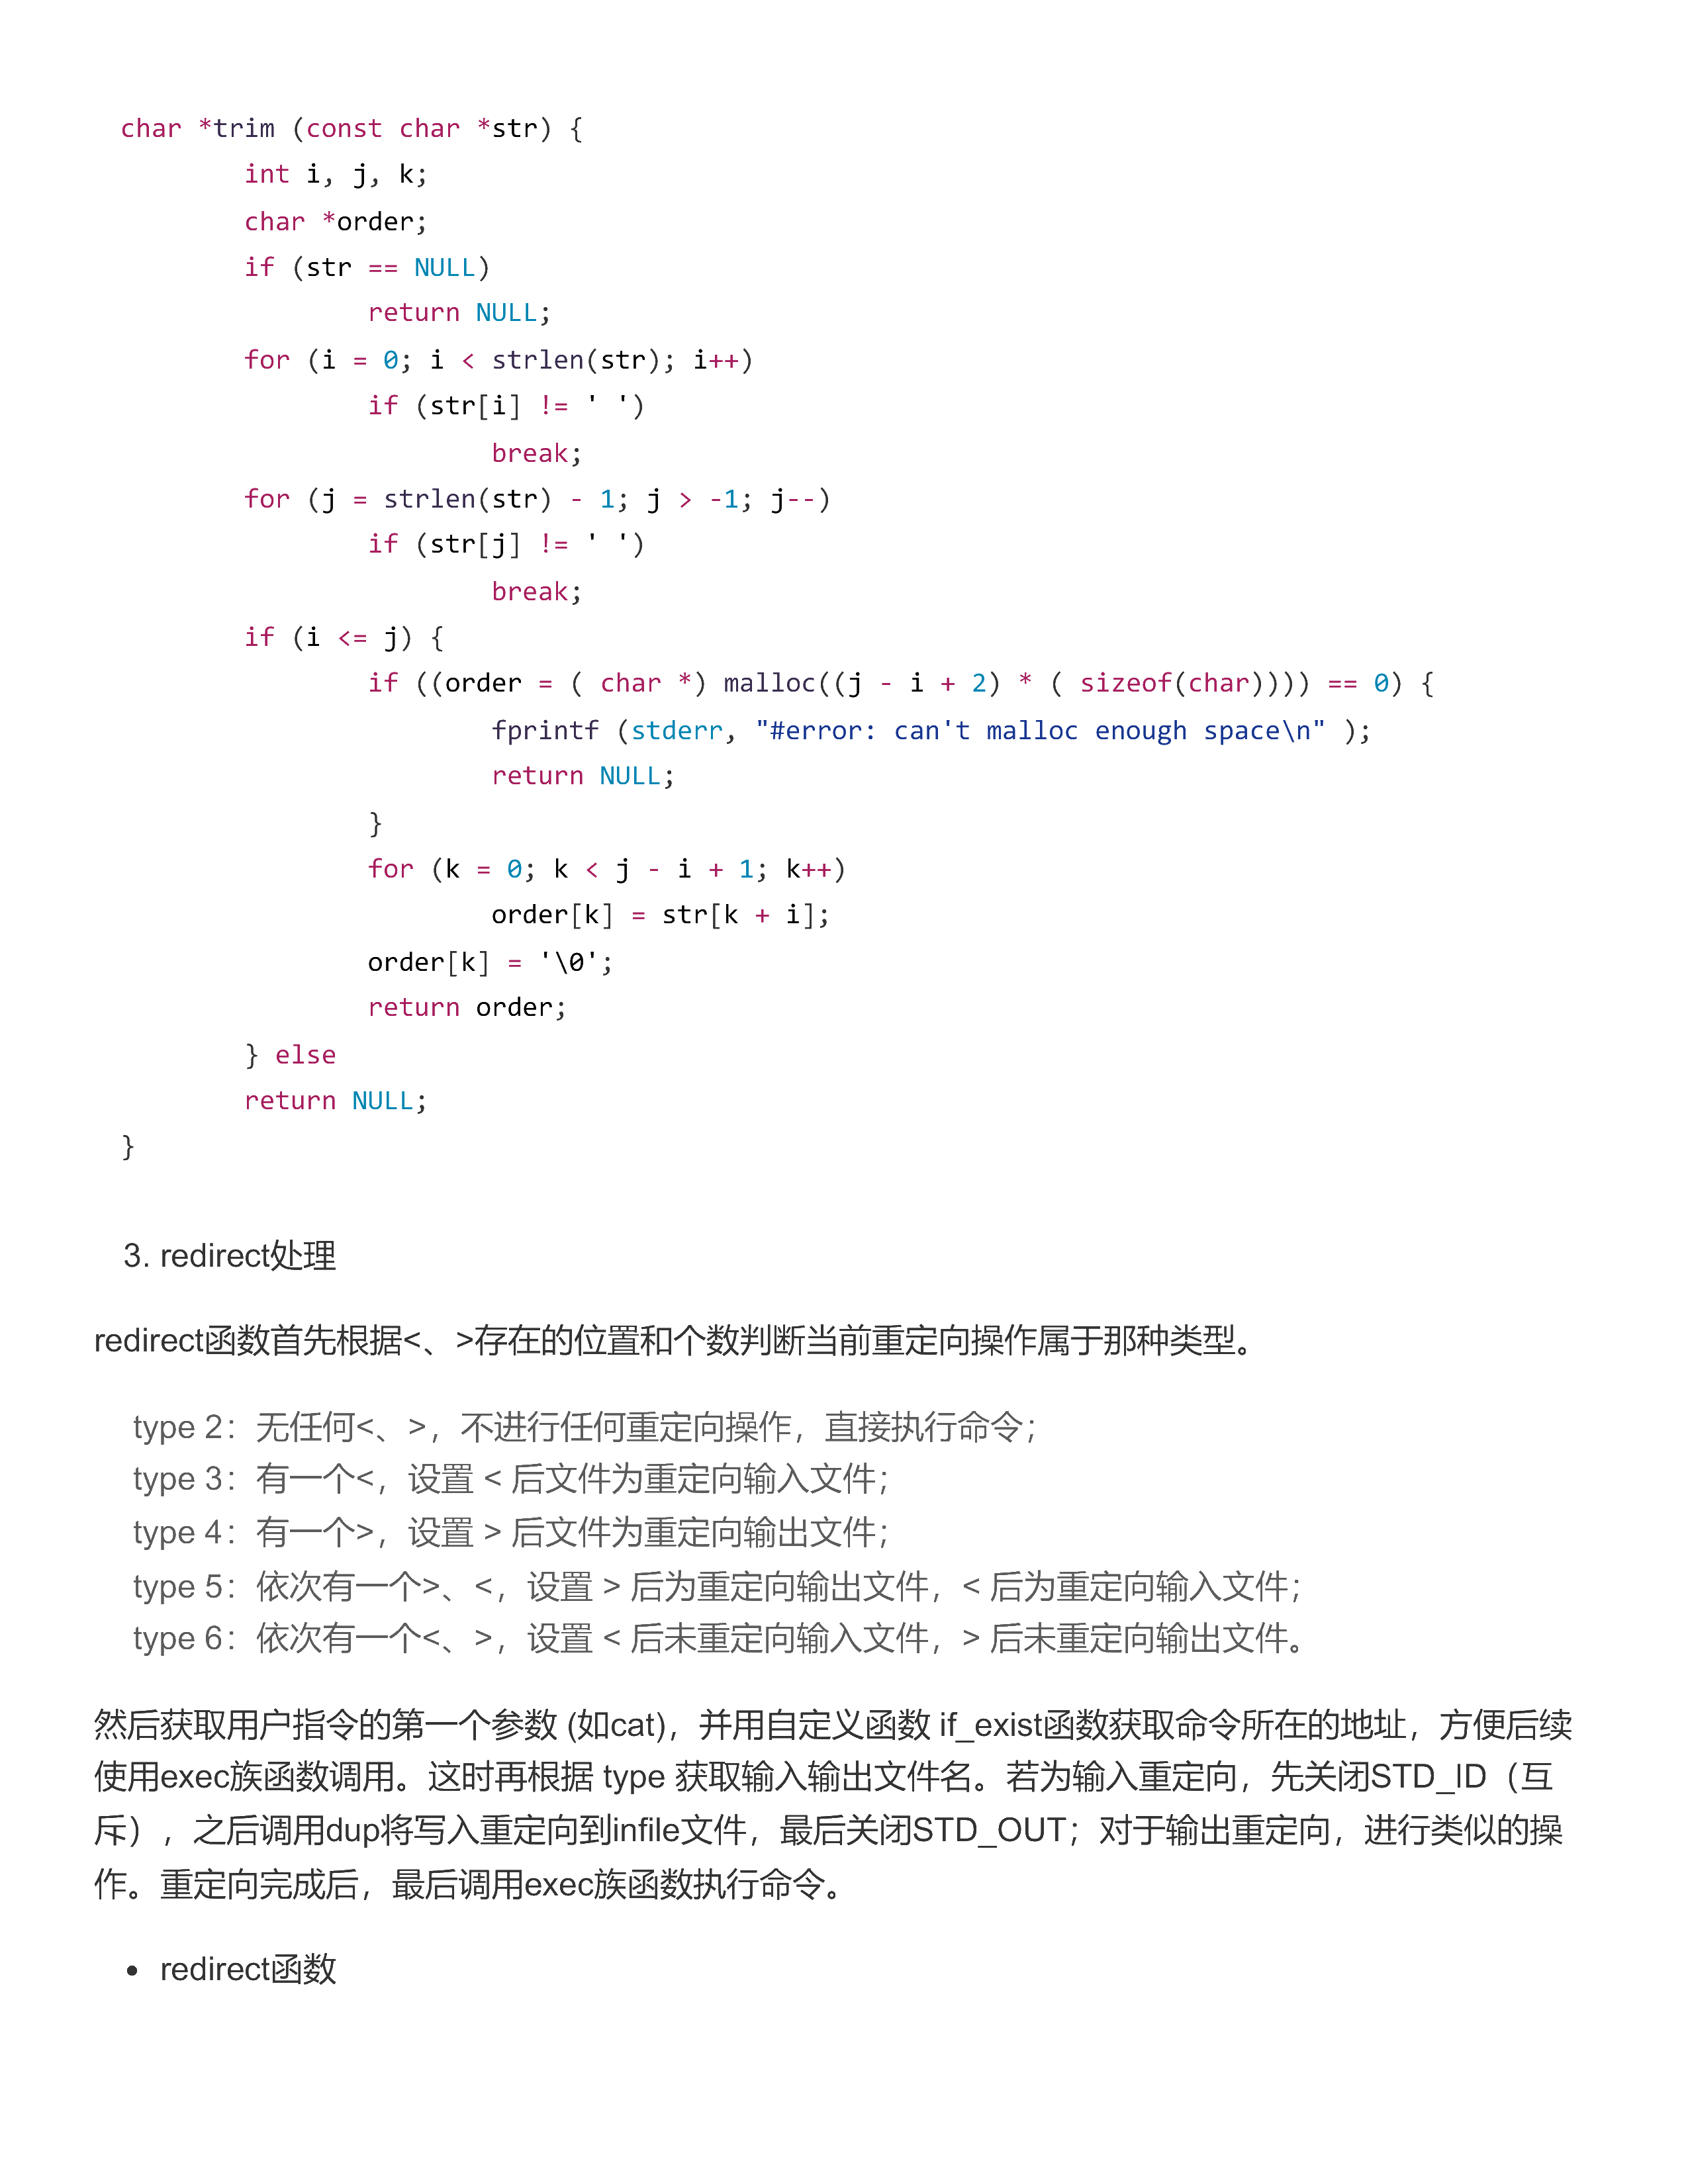 char *trim (const char *str) {
        int i, j, k;
        char *order;
        if (str == NULL)
                return NULL;
        for (i = 0; i < strlen(str); i++)
                if (str[i] != ' ')
                        break;
        for (j = strlen(str) - 1; j > -1; j--)
                if (str[j] != ' ')
                        break;
        if (i <= j) {
                if ((order = ( char *) malloc((j - i + 2) * ( sizeof(char)))) == 0) {
                        fprintf (stderr, "#error: can't malloc enough space\n" );
                        return NULL;
                }
                for (k = 0; k < j - i + 1; k++)
                        order[k] = str[k + i];
                order[k] = '\0';
                return order;
        } else
        return NULL;
}
3. redirect处理
redirect函数首先根据<、>存在的位置和个数判断当前重定向操作属于那种类型。
type 2：无任何<、>，不进行任何重定向操作，直接执行命令；
type 3：有一个<，设置 < 后文件为重定向输入文件；
type 4：有一个>，设置 > 后文件为重定向输出文件；
type 5：依次有一个>、<，设置 > 后为重定向输出文件，< 后为重定向输入文件；
type 6：依次有一个<、>，设置 < 后未重定向输入文件，> 后未重定向输出文件。
然后获取用户指令的第一个参数 (如cat)，并用自定义函数 if_exist函数获取命令所在的地址，方便后续
使用exec族函数调用。这时再根据 type 获取输入输出文件名。若为输入重定向，先关闭STD_ID（互
斥），之后调用dup将写入重定向到infile文件，最后关闭STD_OUT；对于输出重定向，进行类似的操
作。重定向完成后，最后调用exec族函数执行命令。
• redirect函数